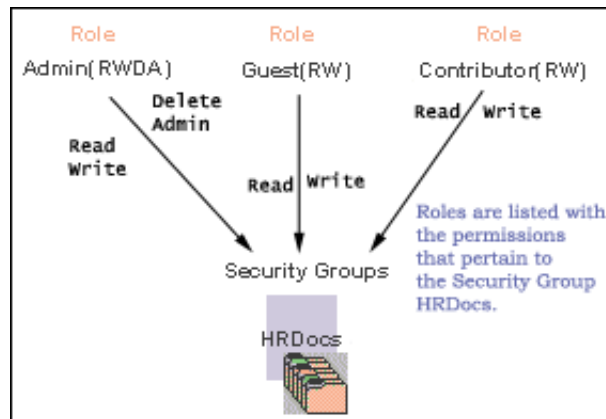 Role Role Role
Admin(RWDA) Guest(RW) Contributor(RW)
Delete
Admin
Read
Write
Read Write
Read Write
Roles are listed with
the permissions
that pertain to
the Security Group
HRDocs.
Security Groups
HRDocs